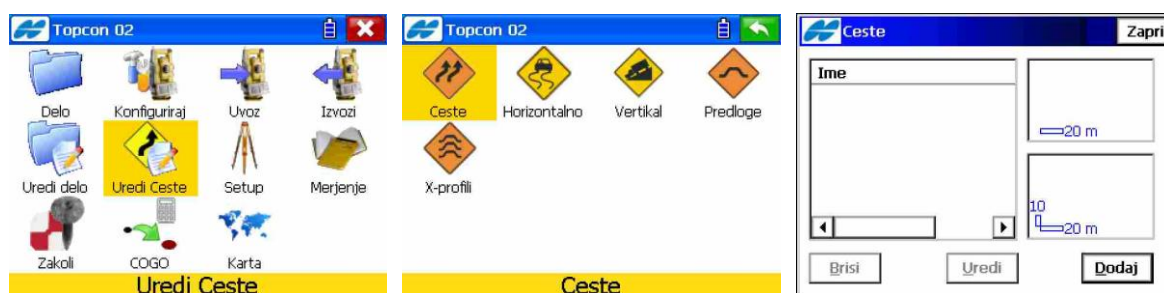 Topcon 02
Delo Konfiguriraj Uvoz Izvozi
Uredi delo Uredi Ceste Setup Merjenje
Zakoli COGO Karta
Uredi Ceste
Topcon 02
Ceste Horizontalno Vertikal Predloge
X-profili
Ceste
Ceste Zapri
Ime
20 m
10
20 m
Brisi Uredi Dodaj